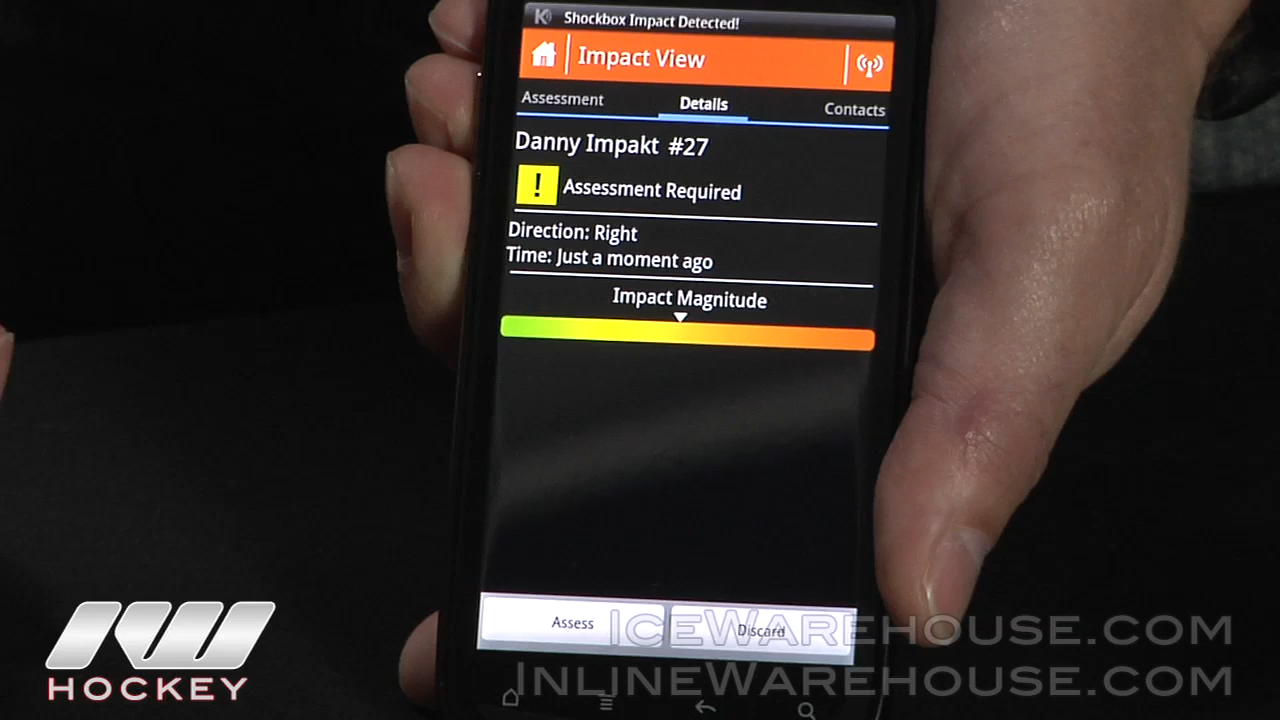 Shockbox Impact Detected!
Impact View
Assessment Details Contacts
Danny Impakt #27
! Assessment Required
Direction: Right
Time: Just a moment ago
Impact Magnitude
Assess Discard
IW
HOCKEY
ICEWAREHOUSE.COM
INLINEWAREHOUSE.COM